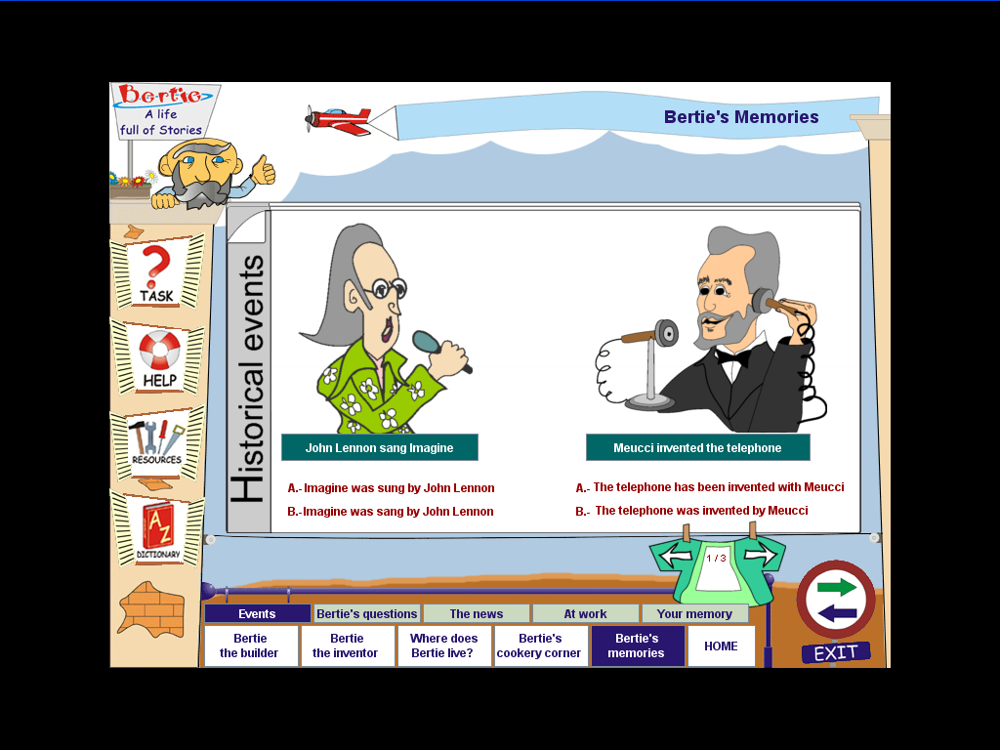 Bertie
A life
full of Stories
Bertie's Memories
TASK
HELP
RESOURCES
A
Z
DICTIONARY
Historical events
John Lennon sang Imagine
A.- Imagine was sung by John Lennon
B.-Imagine was sang by John Lennon
Meucci invented the telephone
A.- The telephone has been invented with Meucci
B.- The telephone was invented by Meucci
1 / 3
Events
Bertie's questions
The news
At work
Your memory
Bertie
the builder
Bertie
the inventor
Where does
Bertie live?
Bertie's
cookery corner
Bertie's
memories
HOME
EXIT